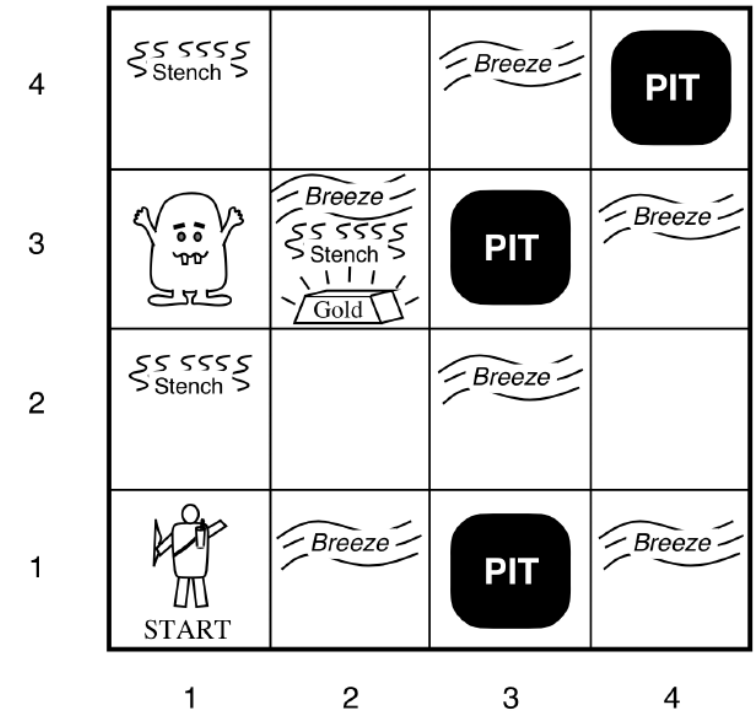 4
Stench
Breeze
PIT
3
Breeze
Stench
Gold
PIT
Breeze
2
Stench
Breeze
1
START
Breeze
PIT
Breeze
1 2 3 4